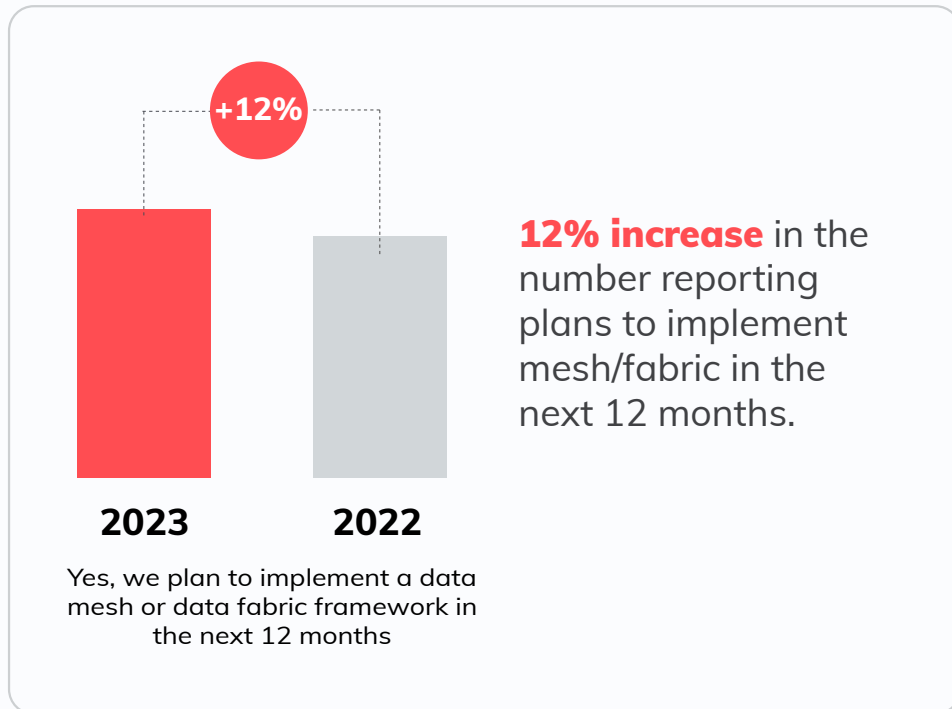 +12%
12% increase in the
number reporting
plans to implement
mesh/fabric in the
next 12 months.
2023
2022
Yes, we plan to implement a data
mesh or data fabric framework in
the next 12 months